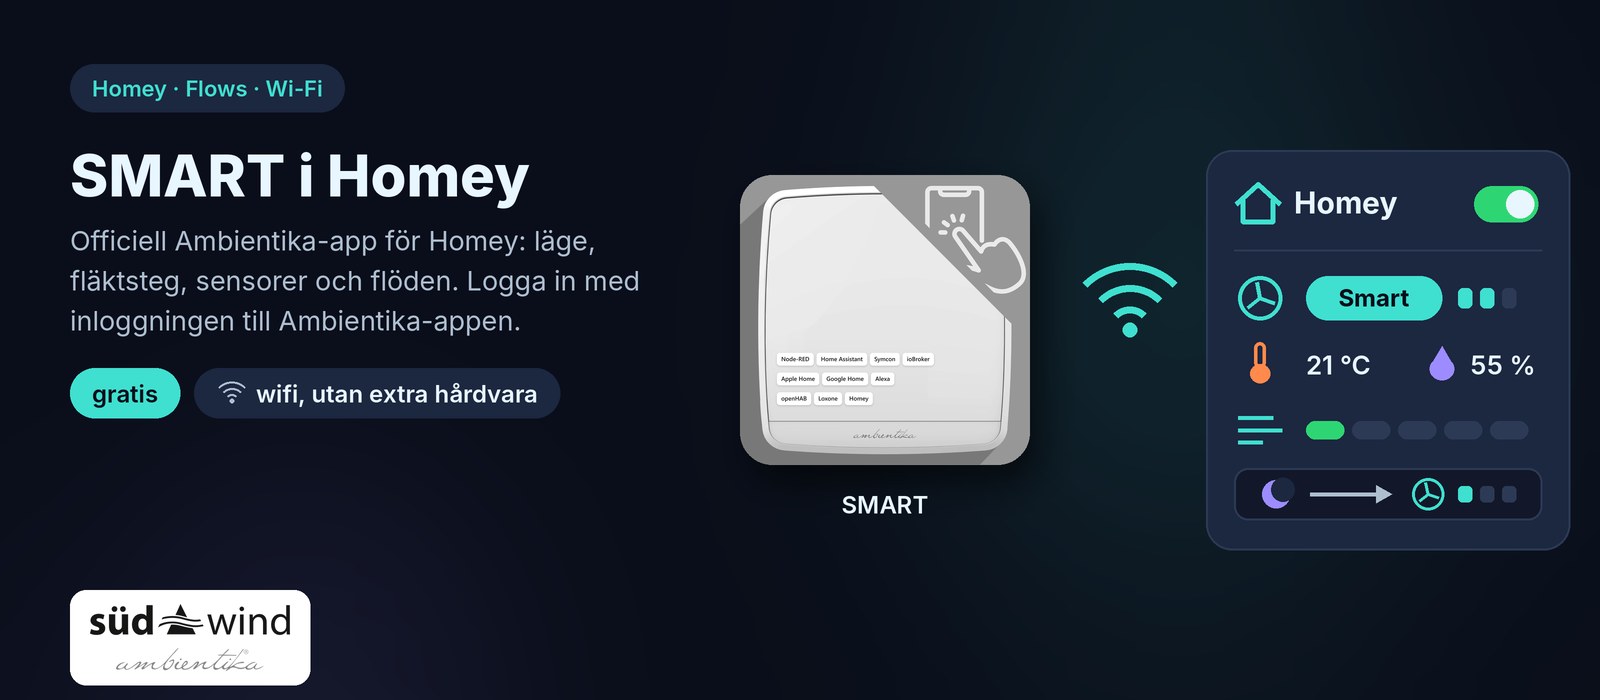 Homey · Flows · Wi-Fi
SMART i Homey
Officiell Ambientika-app för Homey: läge,
fläktsteg, sensorer och flöden. Logga in med
inloggningen till Ambientika-appen.
gratis
wifi, utan extra hårdvara
süd wind
ambientika®
Node-RED Home Assistant Symcon ioBroker
Apple Home Google Home Alexa
openHAB Loxone Homey
ambientika
SMART
Homey
Smart
21 °C 55 %